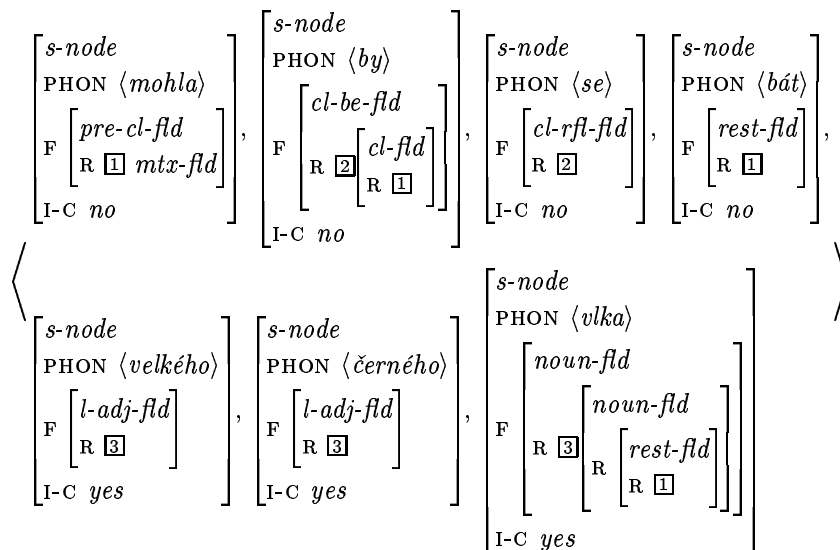 ⟨ [s-node PHON ⟨mohla⟩ F [pre-cl-fld R [1] mtx-fld] I-C no],
[s-node PHON ⟨by⟩ F [cl-be-fld R [2] [cl-fld R [1]]] I-C no],
[s-node PHON ⟨se⟩ F [cl-rfl-fld R [2]] I-C no],
[s-node PHON ⟨bát⟩ F [rest-fld R [1]] I-C no],
[s-node PHON ⟨velkého⟩ F [l-adj-fld R [3]] I-C yes],
[s-node PHON ⟨černého⟩ F [l-adj-fld R [3]] I-C yes],
[s-node PHON ⟨vlka⟩ F [noun-fld R [3] [noun-fld R [rest-fld R [1]]]] I-C yes] ⟩